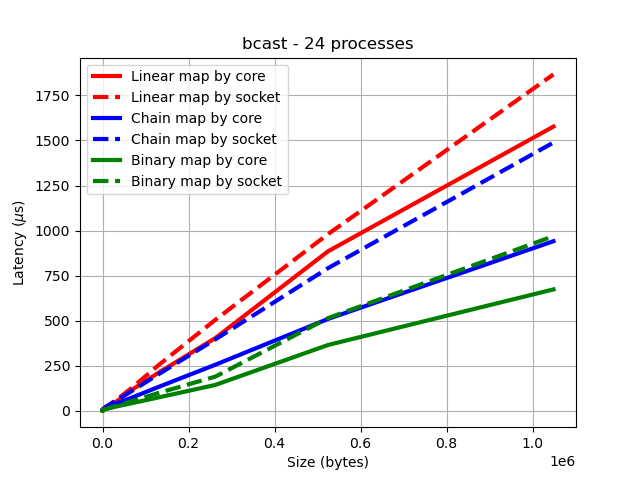 bcast - 24 processes
Linear map by core
Linear map by socket
Chain map by core
Chain map by socket
Binary map by core
Binary map by socket
Latency (μs)
1750
1500
1250
1000
750
500
250
0
0.0 0.2 0.4 0.6 0.8 1.0
1e6
Size (bytes)